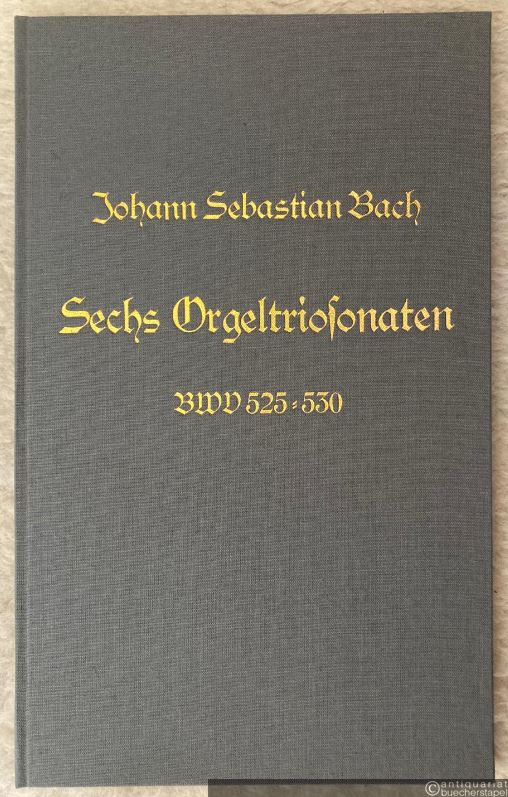 Johann Sebastian Bach
Sechs Orgeltrioſonaten
BWV 525-530
©antiquariat
buecherstapel